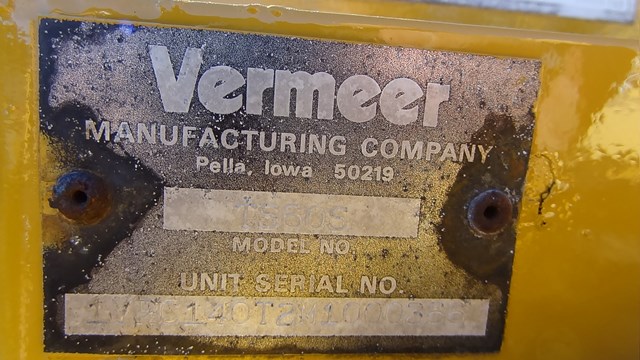 Vermeer
MANUFACTURING COMPANY
Pella, Iowa 50219
MODEL NO.
UNIT SERIAL NO.